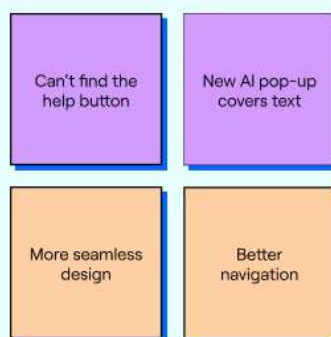 Can't find the
help button
New AI pop-up
covers text
More seamless
design
Better
navigation